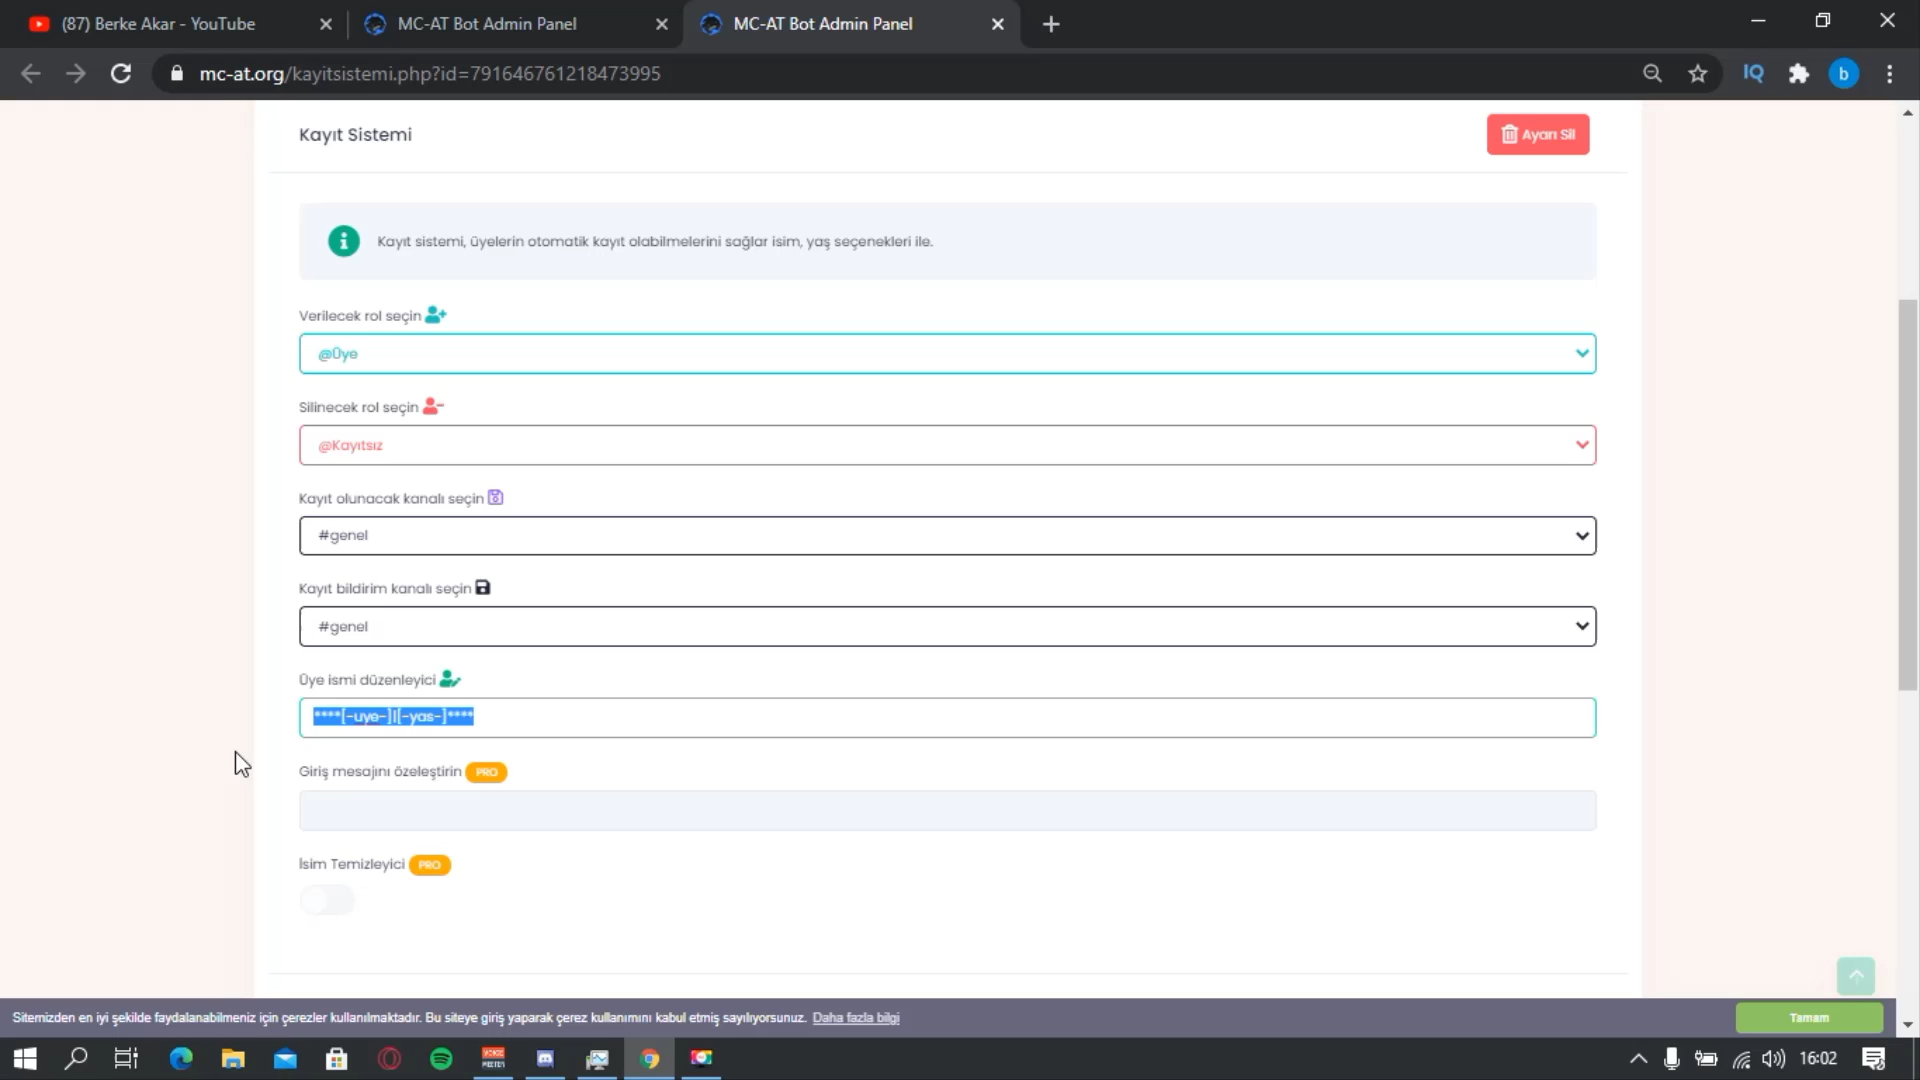 (87) Berke Akar - YouTube
MC-AT Bot Admin Panel
MC-AT Bot Admin Panel
mc-at.org/kayitsistemi.php?id=791646761218473995
IQ
b
Kayıt Sistemi
Ayarı Sil
Kayıt sistemi, üyelerin otomatik kayıt olabilmelerini sağlar isim, yaş seçenekleri ile.
Verilecek rol seçin
@Üye
Silinecek rol seçin
@Kayıtsız
Kayıt olunacak kanalı seçin
#genel
Kayıt bildirim kanalı seçin
#genel
Üye ismi düzenleyici
****[-uye-]|[-yas-]****
Giriş mesajını özeleştirin PRO
İsim Temizleyici PRO
Sitemizden en iyi şekilde faydalanabilmeniz için çerezler kullanılmaktadır. Bu siteye giriş yaparak çerez kullanımını kabul etmiş sayılıyorsunuz. Daha fazla bilgi
Tamam
16:02